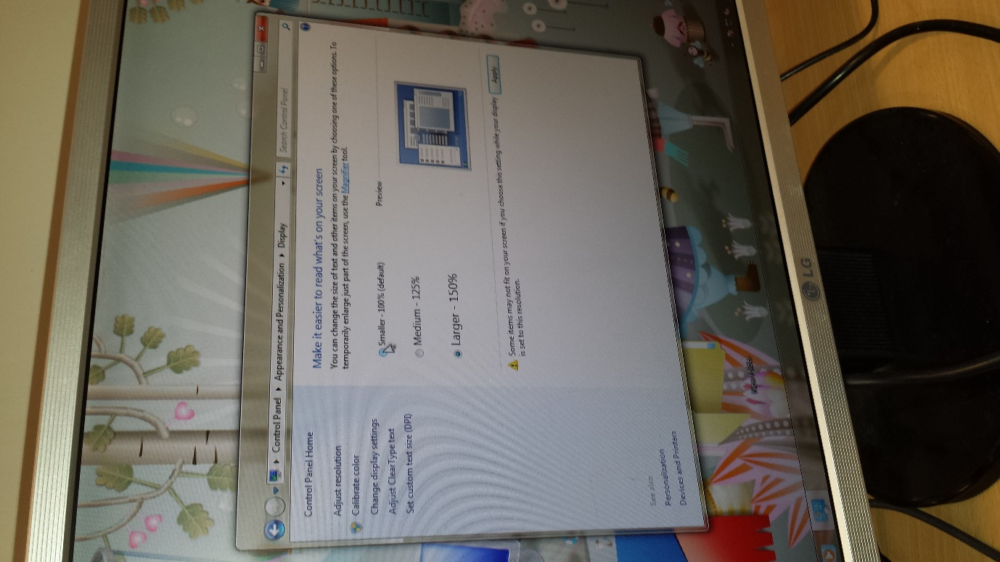 Control Panel ▸ Appearance and Personalization ▸ Display
Search Control Panel
Control Panel Home
Adjust resolution
Calibrate color
Change display settings
Adjust ClearType text
Set custom text size (DPI)
See also
Personalization
Devices and Printers
Make it easier to read what's on your screen
You can change the size of text and other items on your screen by choosing one of these options. To
temporarily enlarge just part of the screen, use the Magnifier tool.
Smaller - 100% (default)
Preview
Medium - 125%
Larger - 150%
Some items may not fit on your screen if you choose this setting while your display
is set to this resolution.
Apply
LG